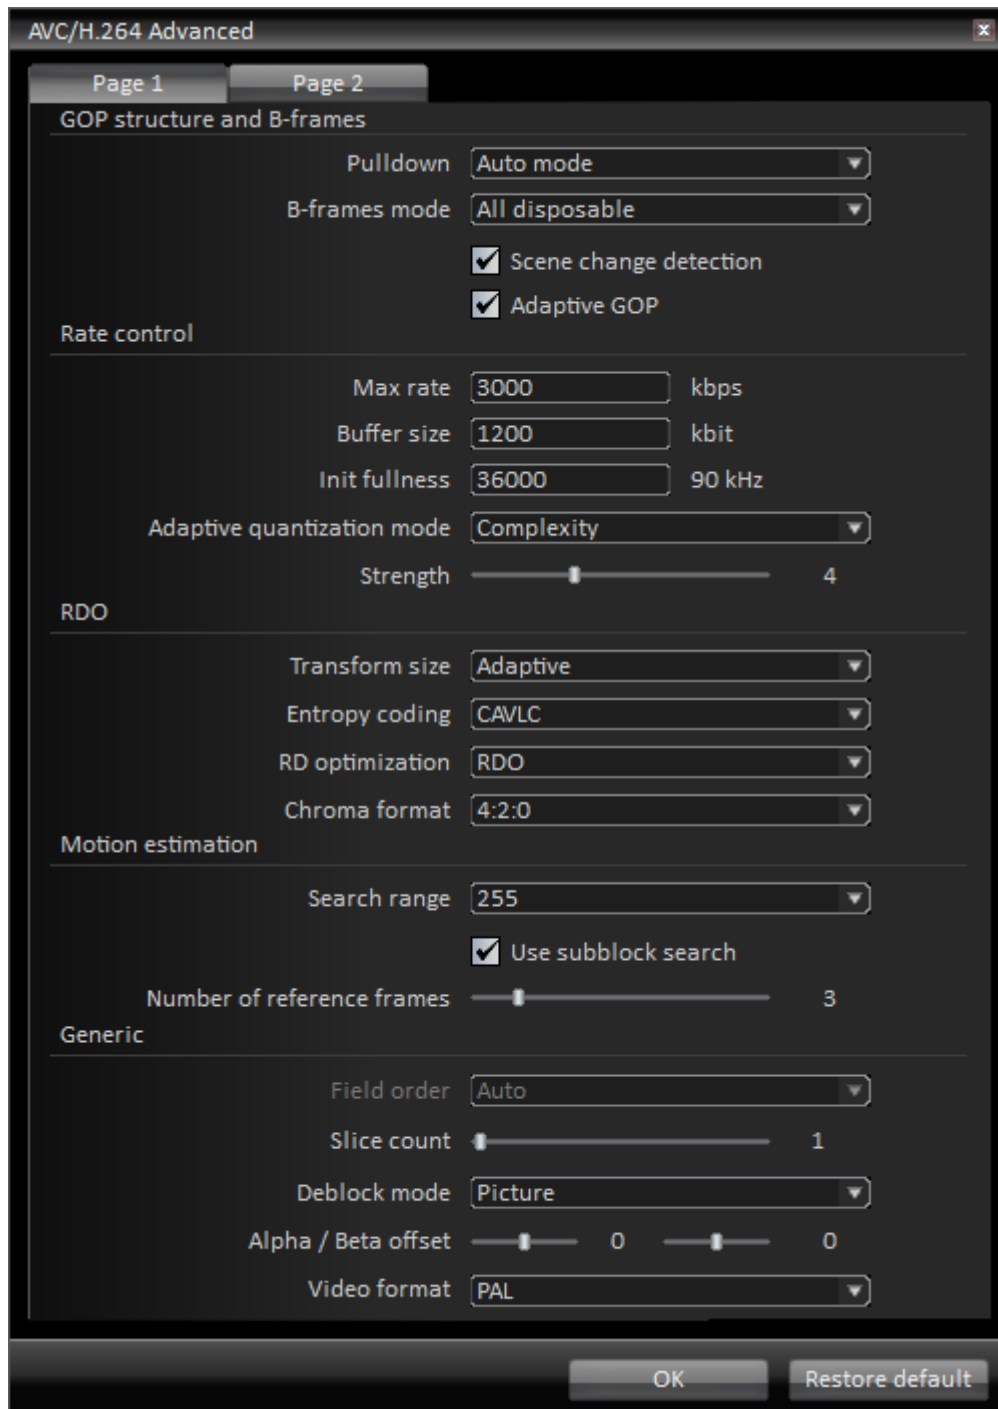 AVC/H.264 Advanced
Page 1 Page 2
GOP structure and B-frames
Pulldown Auto mode
B-frames mode All disposable
Scene change detection
Adaptive GOP
Rate control
Max rate 3000 kbps
Buffer size 1200 kbit
Init fullness 36000 90 kHz
Adaptive quantization mode Complexity
Strength 4
RDO
Transform size Adaptive
Entropy coding CAVLC
RD optimization RDO
Chroma format 4:2:0
Motion estimation
Search range 255
Use subblock search
Number of reference frames 3
Generic
Field order Auto
Slice count 1
Deblock mode Picture
Alpha / Beta offset 0 0
Video format PAL
OK Restore default